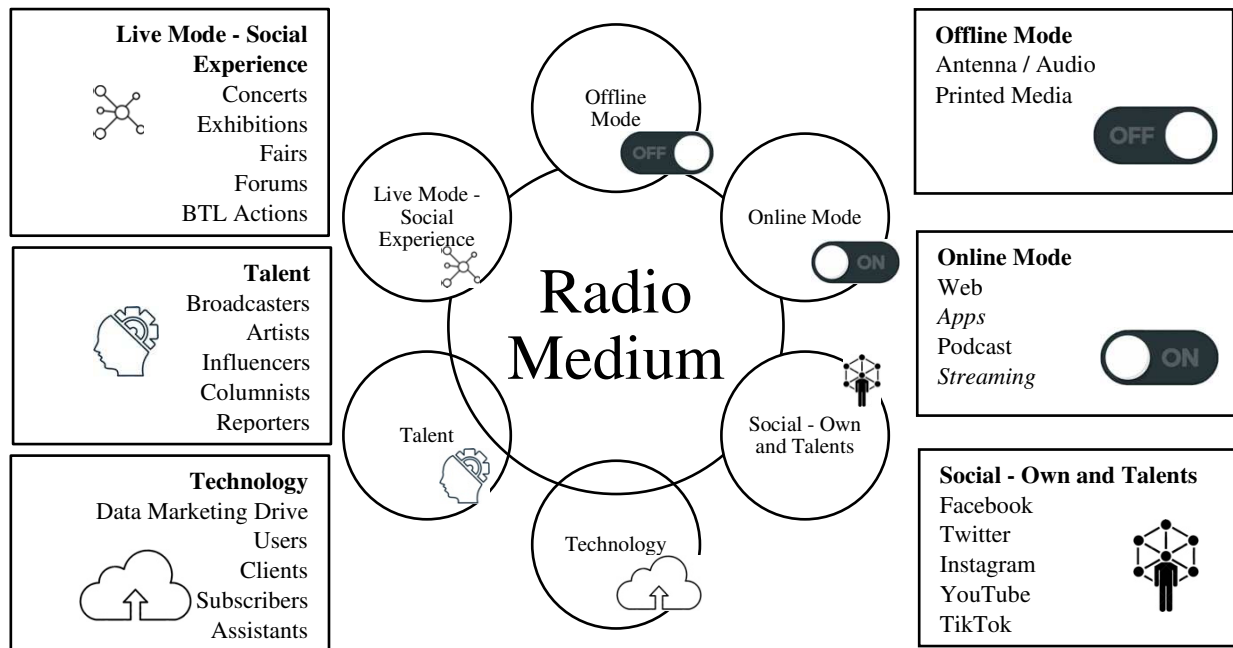 Live Mode - Social
Experience
Concerts
Exhibitions
Fairs
Forums
BTL Actions
Talent
Broadcasters
Artists
Influencers
Columnists
Reporters
Technology
Data Marketing Drive
Users
Clients
Subscribers
Assistants
Offline
Mode
OFF
Live Mode -
Social
Experience
Online Mode
ON
Radio
Medium
Talent
Social - Own
and Talents
Technology
Offline Mode
Antenna / Audio
Printed Media
OFF
Online Mode
Web
Apps
Podcast
Streaming
ON
Social - Own and Talents
Facebook
Twitter
Instagram
YouTube
TikTok